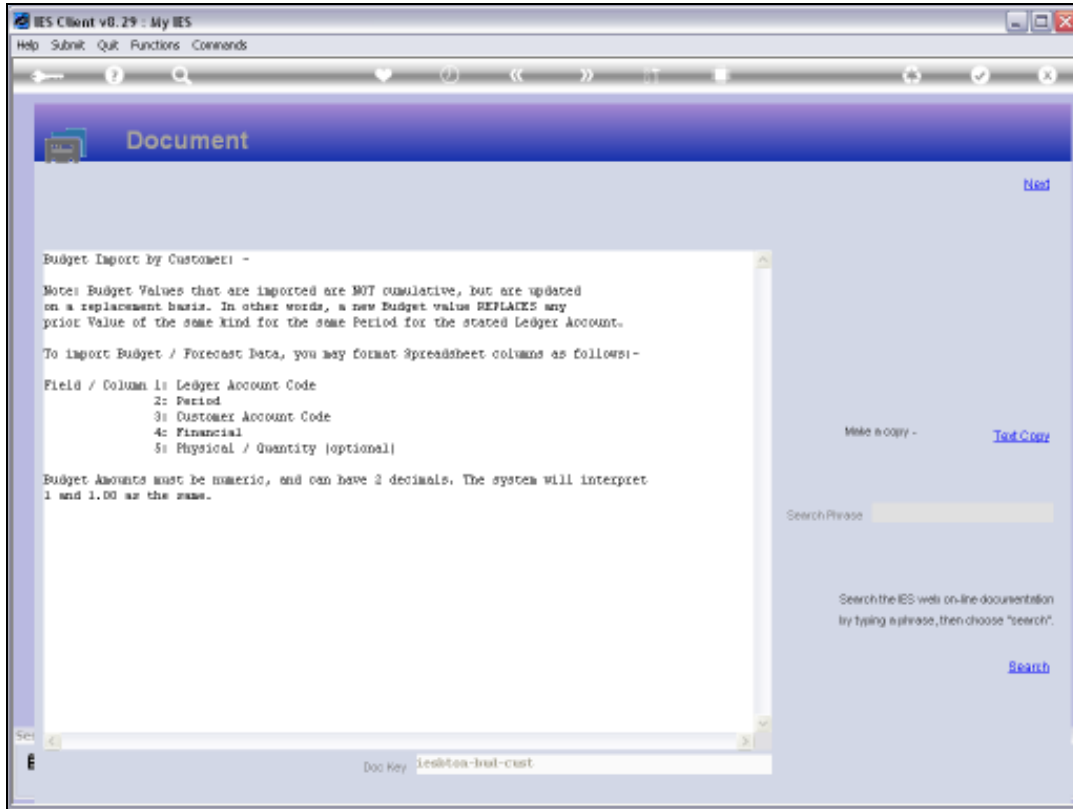 IES Client v8.29 : My IES
Help Submit Quit Functions Commands
Document
Next
Budget Import by Customer: -
Note: Budget Values that are imported are NOT cumulative, but are updated
on a replacement basis. In other words, a new Budget value REPLACES any
prior Value of the same kind for the same Period for the stated Ledger Account.
To import Budget / Forecast Data, you may format Spreadsheet columns as follows:-
Field / Column 1: Ledger Account Code
2: Period
3: Customer Account Code
4: Financial
5: Physical / Quantity (optional)
Budget Amounts must be numeric, and can have 2 decimals. The system will interpret
1 and 1.00 as the same.
Make a copy -
Text Copy
Search Phrase
Search the IES web on-line documentation
by typing a phrase, then choose "search".
Search
Doc Key